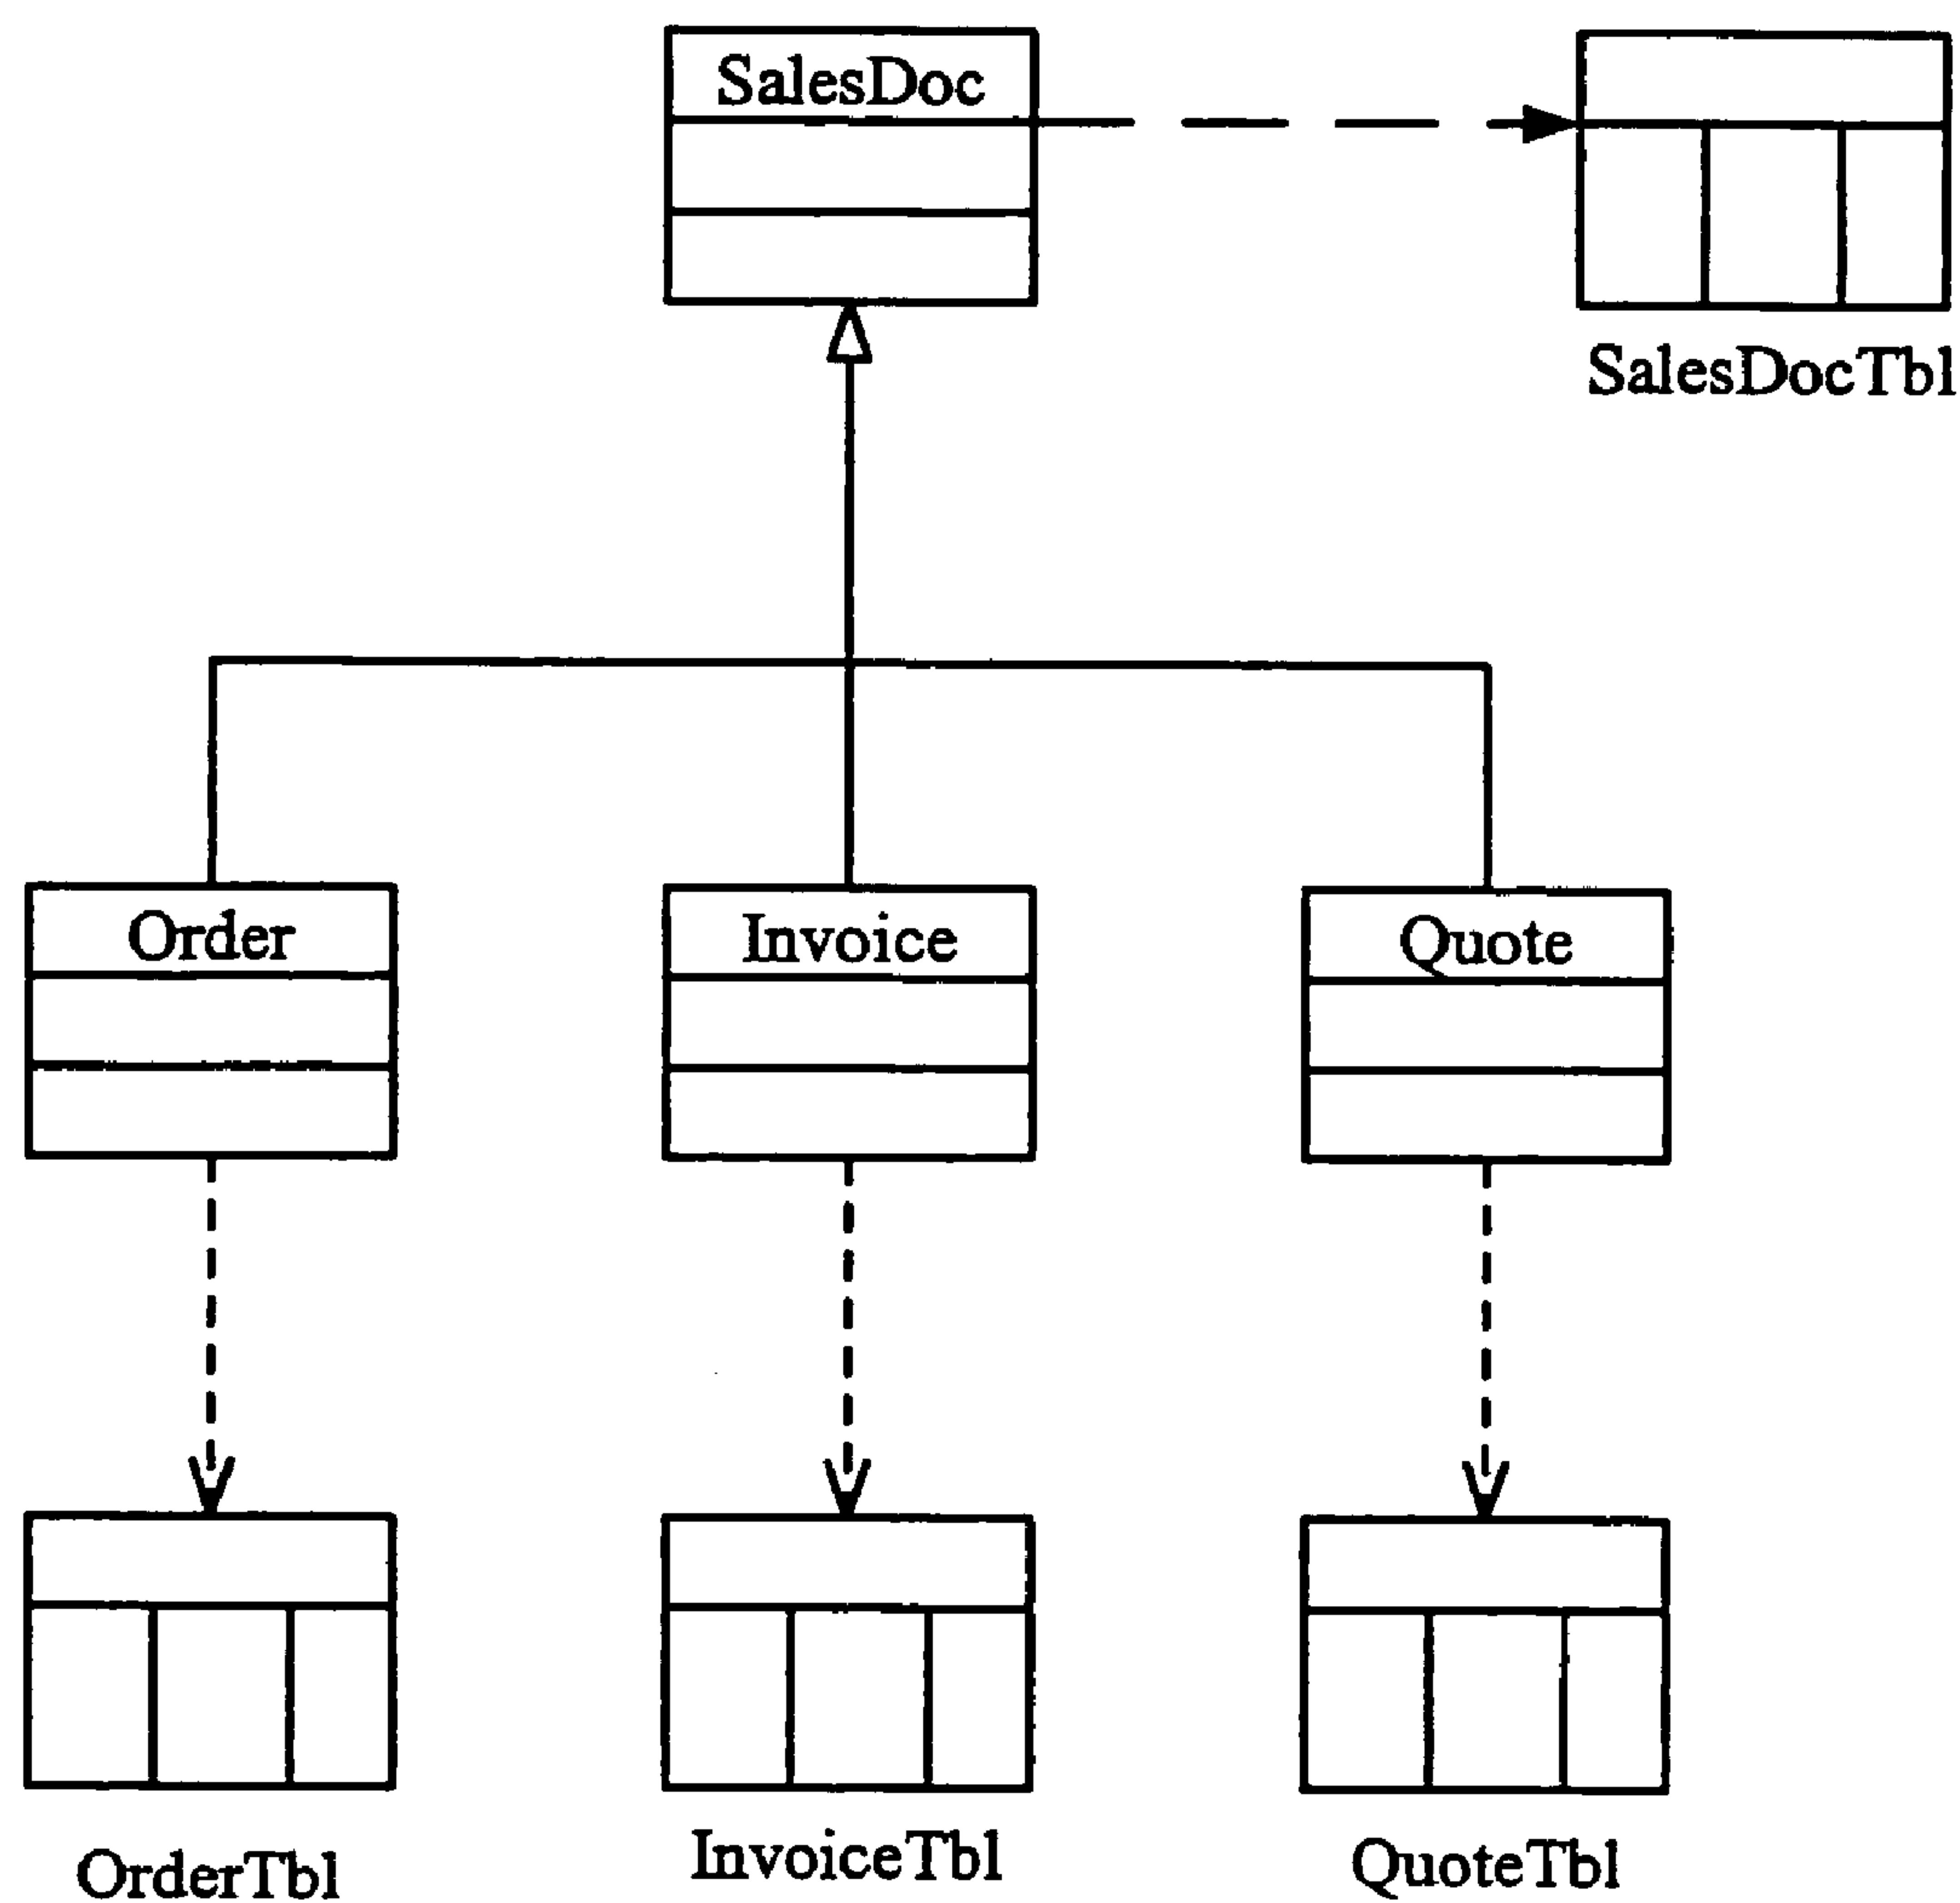 SalesDoc
SalesDocTbl
Order
Invoice
Quote
OrderTbl
InvoiceTbl
QuoteTbl